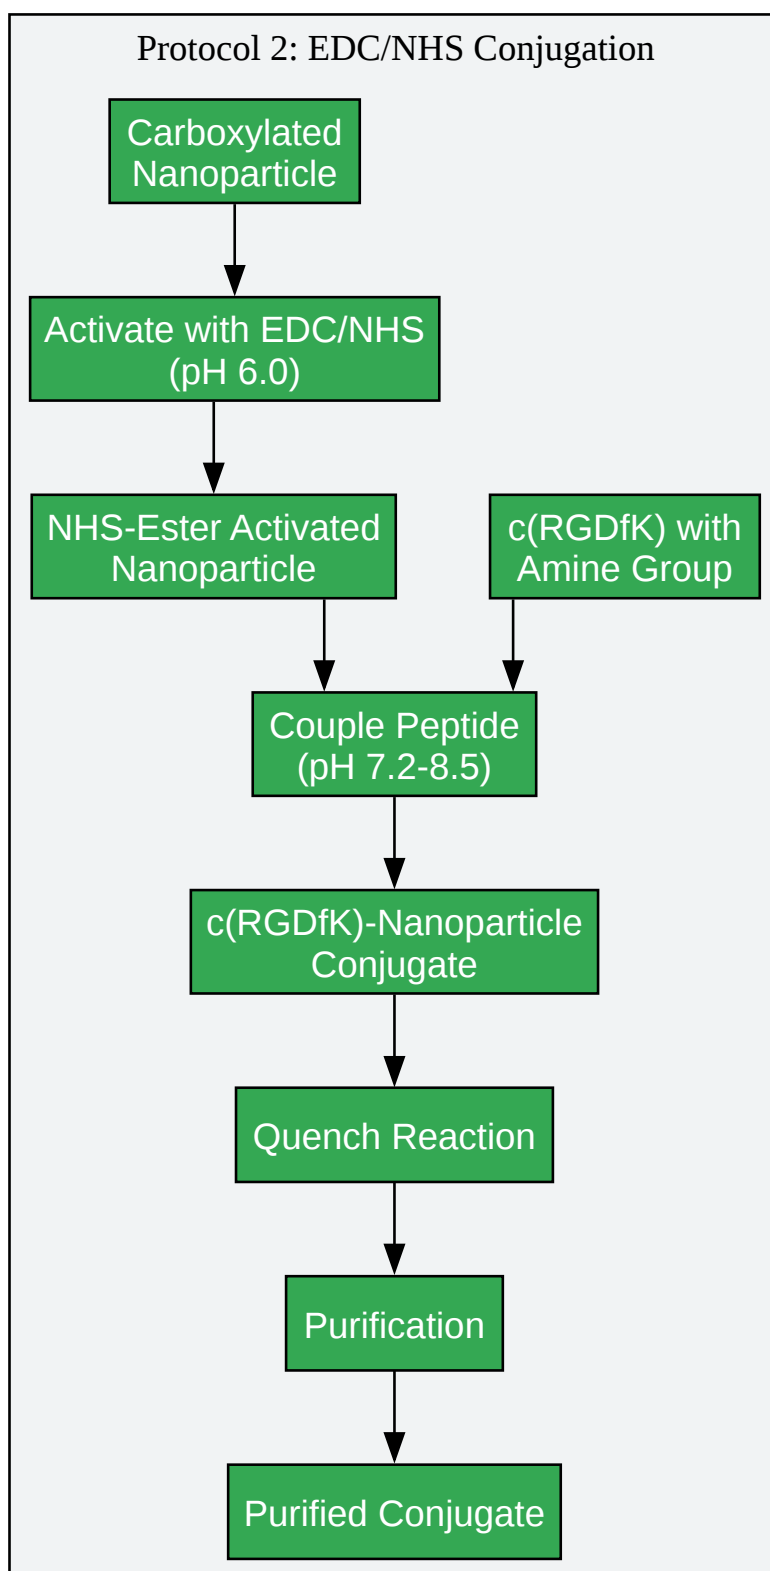 Protocol 2: EDC/NHS Conjugation
Carboxylated
Nanoparticle
Activate with EDC/NHS
(pH 6.0)
NHS-Ester Activated
Nanoparticle
c(RGDfK) with
Amine Group
Couple Peptide
(pH 7.2-8.5)
c(RGDfK)-Nanoparticle
Conjugate
Quench Reaction
Purification
Purified Conjugate